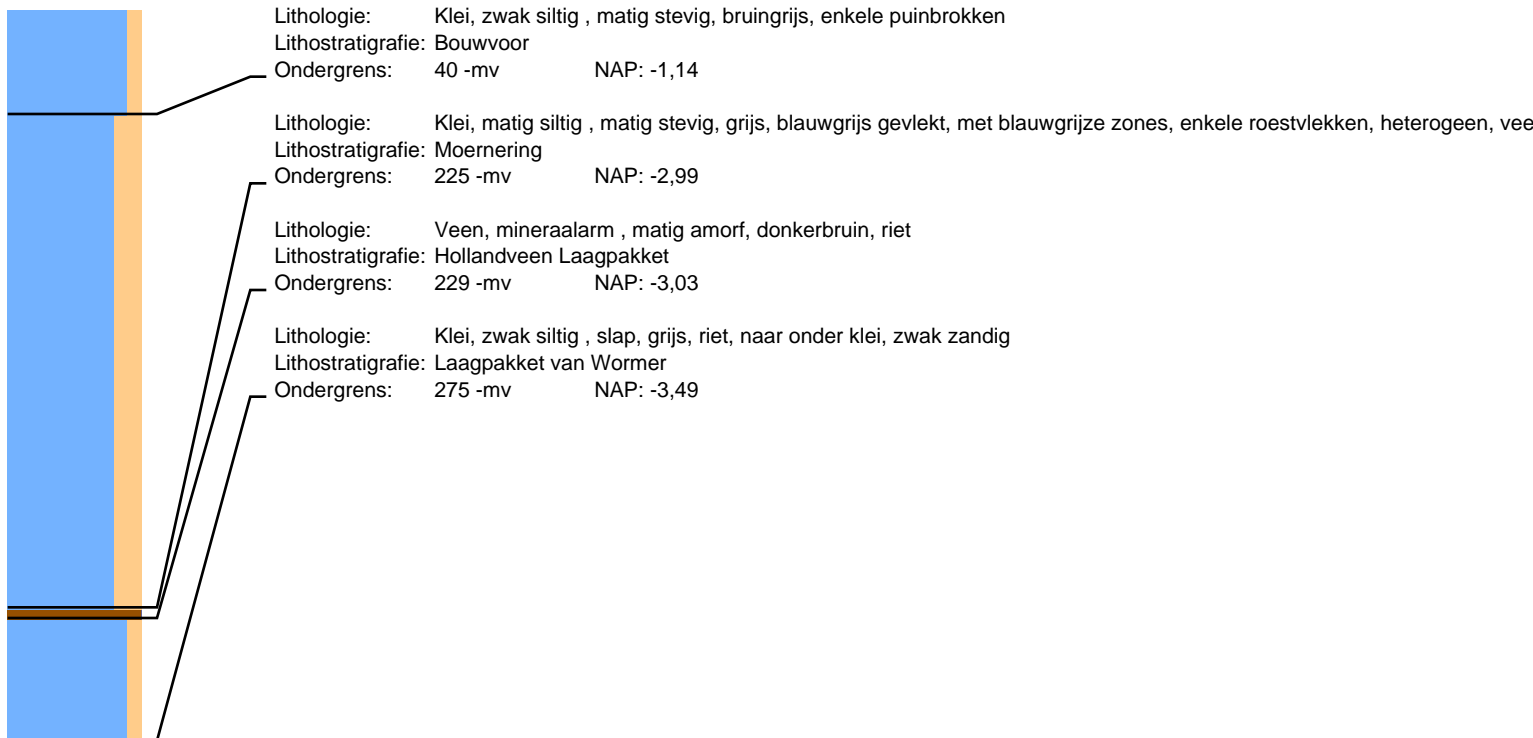 Lithologie: Klei, zwak siltig , matig stevig, bruingrijs, enkele puinbrokken
Lithostratigrafie: Bouwvoor
Ondergrens: 40 -mv NAP: -1,14
Lithologie: Klei, matig siltig , matig stevig, grijs, blauwgrijs gevlekt, met blauwgrijze zones, enkele roestvlekken, heterogeen, vee
Lithostratigrafie: Moernering
Ondergrens: 225 -mv NAP: -2,99
Lithologie: Veen, mineraalarm , matig amorf, donkerbruin, riet
Lithostratigrafie: Hollandveen Laagpakket
Ondergrens: 229 -mv NAP: -3,03
Lithologie: Klei, zwak siltig , slap, grijs, riet, naar onder klei, zwak zandig
Lithostratigrafie: Laagpakket van Wormer
Ondergrens: 275 -mv NAP: -3,49